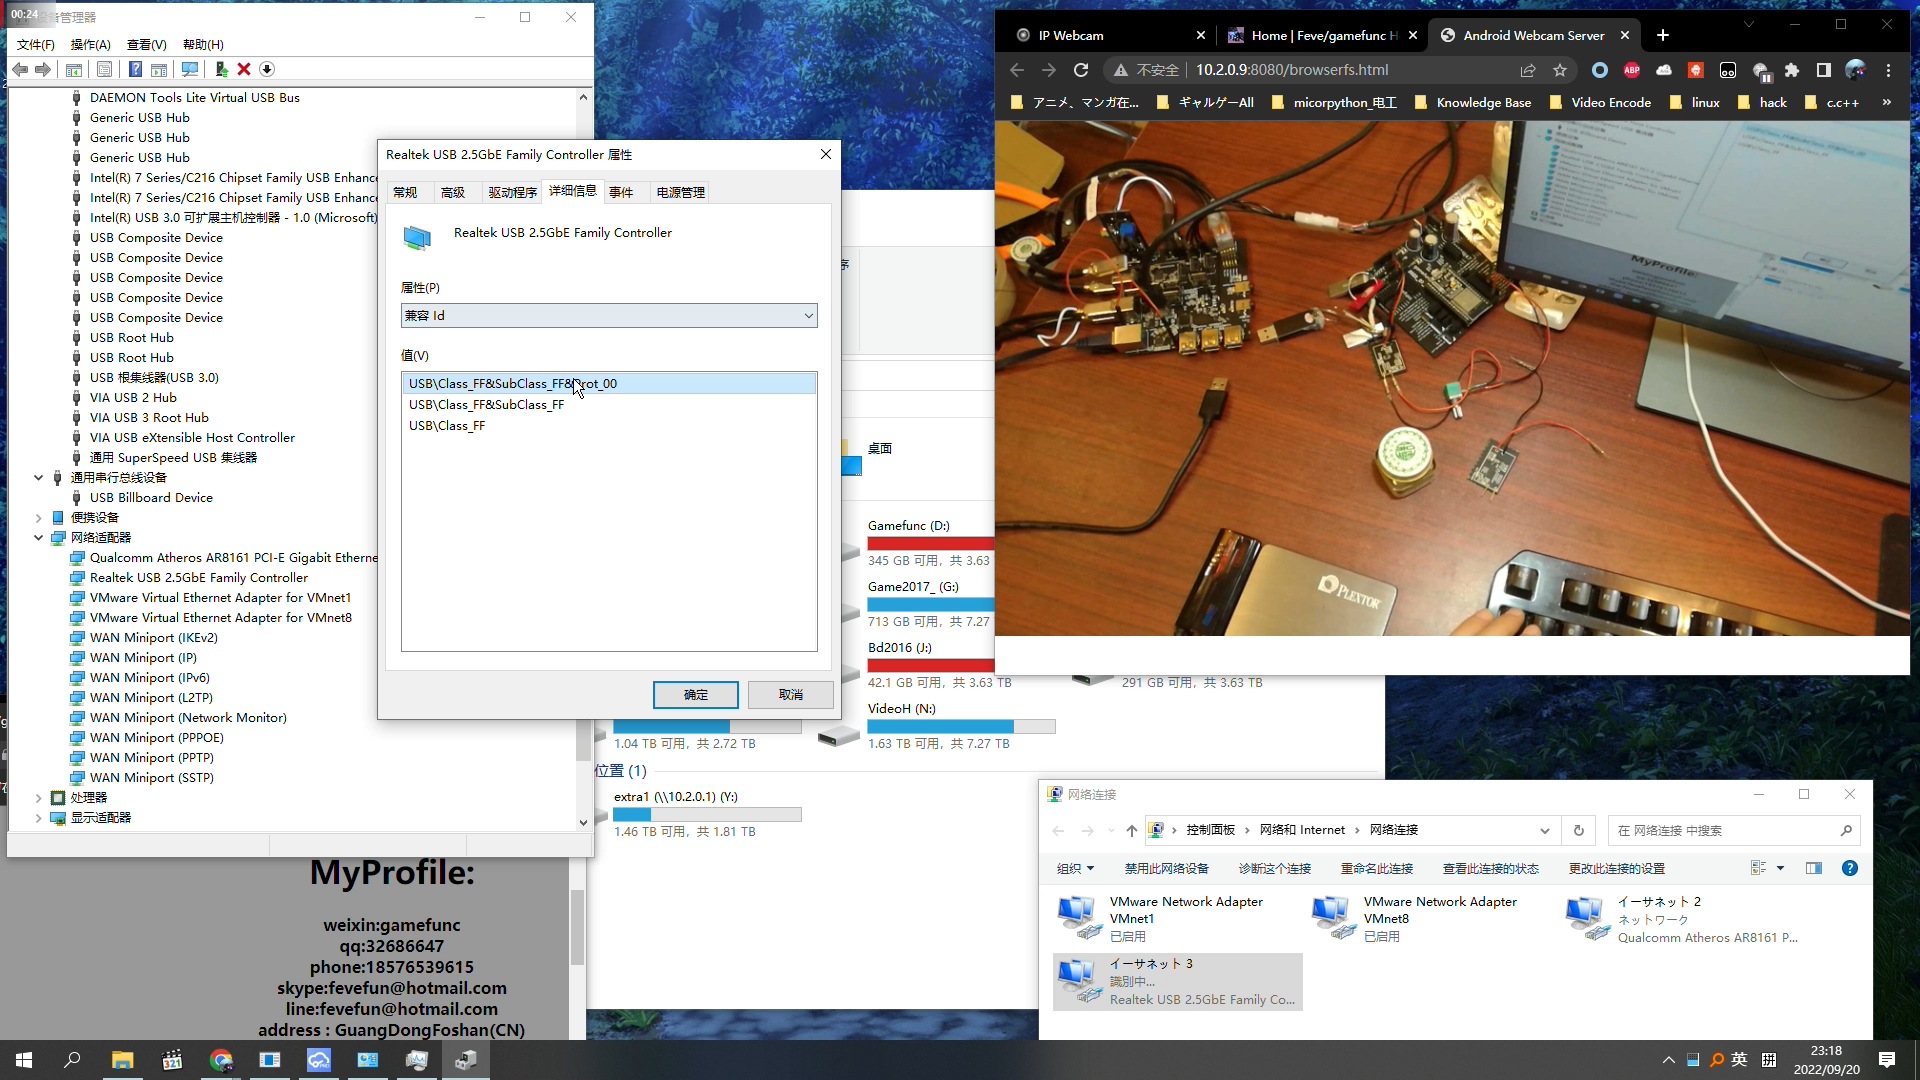 00:24
设备管理器
文件(F) 操作(A) 查看(V) 帮助(H)
DAEMON Tools Lite Virtual USB Bus
Generic USB Hub
Generic USB Hub
Generic USB Hub
Intel(R) 7 Series/C216 Chipset Family USB Enhance
Intel(R) 7 Series/C216 Chipset Family USB Enhance
Intel(R) USB 3.0 可扩展主机控制器 - 1.0 (Microsoft)
USB Composite Device
USB Composite Device
USB Composite Device
USB Composite Device
USB Composite Device
USB Root Hub
USB Root Hub
USB 根集线器(USB 3.0)
VIA USB 2 Hub
VIA USB 3 Root Hub
VIA USB eXtensible Host Controller
通用 SuperSpeed USB 集线器
通用串行总线设备
USB Billboard Device
便携设备
网络适配器
Qualcomm Atheros AR8161 PCI-E Gigabit Etherne
Realtek USB 2.5GbE Family Controller
VMware Virtual Ethernet Adapter for VMnet1
VMware Virtual Ethernet Adapter for VMnet8
WAN Miniport (IKEv2)
WAN Miniport (IP)
WAN Miniport (IPv6)
WAN Miniport (L2TP)
WAN Miniport (Network Monitor)
WAN Miniport (PPPOE)
WAN Miniport (PPTP)
WAN Miniport (SSTP)
处理器
显示适配器
Realtek USB 2.5GbE Family Controller 属性
常规 高级 驱动程序 详细信息 事件 电源管理
Realtek USB 2.5GbE Family Controller
属性(P)
兼容 Id
值(V)
USB\Class_FF&SubClass_FF&Prot_00
USB\Class_FF&SubClass_FF
USB\Class_FF
确定 取消
序
桌面
Gamefunc (D:)
345 GB 可用，共 3.63
Game2017_ (G:)
713 GB 可用，共 7.27
Bd2016 (J:)
42.1 GB 可用，共 3.63 TB
291 GB 可用，共 3.63 TB
VideoH (N:)
1.04 TB 可用，共 2.72 TB
1.63 TB 可用，共 7.27 TB
位置 (1)
extra1 (\\10.2.0.1) (Y:)
1.46 TB 可用，共 1.81 TB
IP Webcam
Home | Feve/gamefunc H
Android Webcam Server
不安全 10.2.0.9:8080/browserfs.html
ABP
アニメ、マンガ在... ギャルゲーAll micorpython_电工 Knowledge Base Video Encode linux hack c.c++ »
MyProfile:
PLEXTOR
MyProfile:
weixin:gamefunc
qq:32686647
phone:18576539615
skype:fevefun@hotmail.com
line:fevefun@hotmail.com
address : GuangDongFoshan(CN)
网络连接
控制面板 › 网络和 Internet › 网络连接
在 网络连接 中搜索
组织 禁用此网络设备 诊断这个连接 重命名此连接 查看此连接的状态 更改此连接的设置
VMware Network Adapter
VMnet1
已启用
VMware Network Adapter
VMnet8
已启用
イーサネット 2
ネットワーク
Qualcomm Atheros AR8161 P...
イーサネット 3
識別中...
Realtek USB 2.5GbE Family Co...
321
英
23:18
2022/09/20